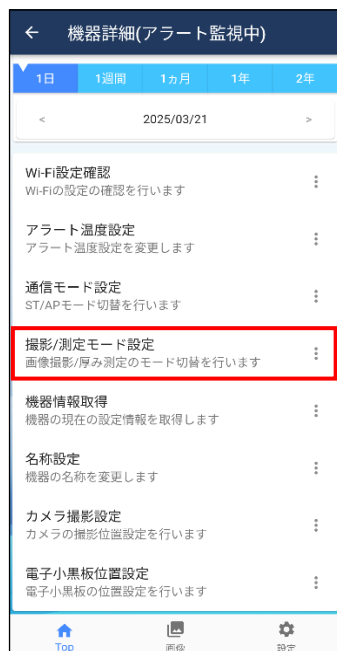 ← 機器詳細(アラート監視中)
1日 1週間 1ヵ月 1年 2年
< 2025/03/21 >
Wi-Fi設定確認
Wi-Fiの設定の確認を行います
アラート温度設定
アラート温度設定を変更します
通信モード設定
ST/APモード切替を行います
撮影/測定モード設定
画像撮影/厚み測定のモード切替を行います
機器情報取得
機器の現在の設定情報を取得します
名称設定
機器の名称を変更します
カメラ撮影設定
カメラの撮影位置設定を行います
電子小黒板位置設定
電子小黒板の位置設定を行います
Top 画像 設定